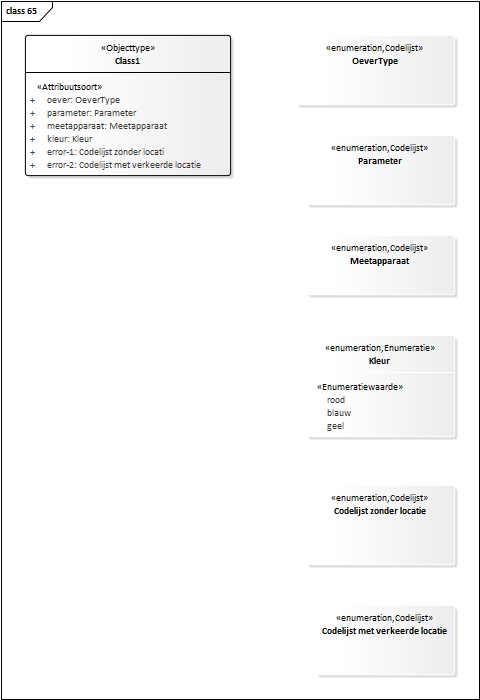 class 65
«Objecttype»
Class1
«Attribuutsoort»
+ oever: OeverType
+ parameter: Parameter
+ meetapparaat: Meetapparaat
+ kleur: Kleur
+ error-1: Codelijst zonder locati
+ error-2: Codelijst met verkeerde locatie
«enumeration,Codelijst»
OeverType
«enumeration,Codelijst»
Parameter
«enumeration,Codelijst»
Meetapparaat
«enumeration,Enumeratie»
Kleur
«Enumeratiewaarde»
rood
blauw
geel
«enumeration,Codelijst»
Codelijst zonder locatie
«enumeration,Codelijst»
Codelijst met verkeerde locatie